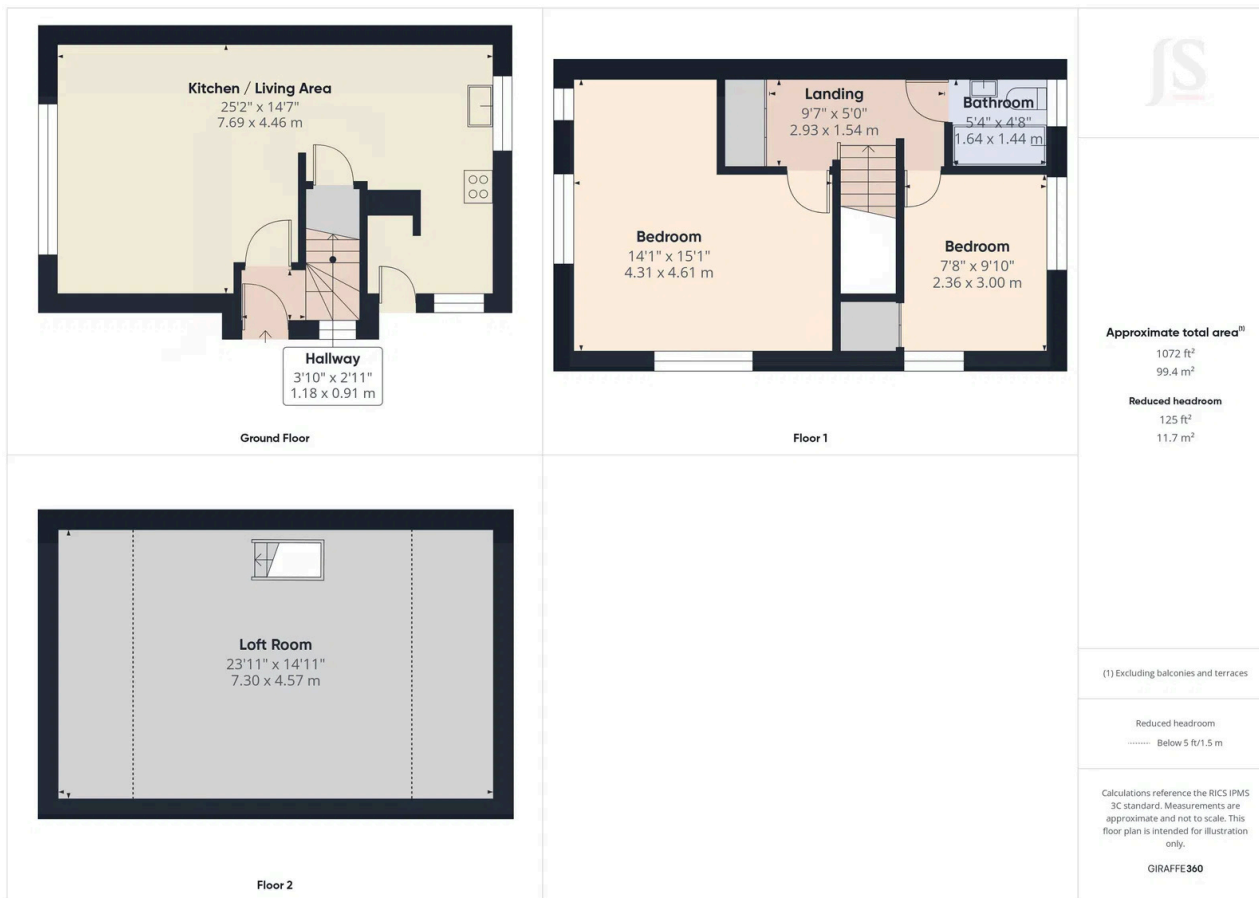 Kitchen / Living Area
25'2" x 14'7"
7.69 x 4.46 m
Hallway
3'10" x 2'11"
1.18 x 0.91 m
Ground Floor
Landing
9'7" x 5'0"
2.93 x 1.54 m
Bathroom
5'4" x 4'8"
1.64 x 1.44 m
Bedroom
14'1" x 15'1"
4.31 x 4.61 m
Bedroom
7'8" x 9'10"
2.36 x 3.00 m
Floor 1
Loft Room
23'11" x 14'11"
7.30 x 4.57 m
Floor 2
JS
Approximate total area⁽¹⁾
1072 ft²
99.4 m²
Reduced headroom
125 ft²
11.7 m²
(1) Excluding balconies and terraces
Reduced headroom
Below 5 ft/1.5 m
Calculations reference the RICS IPMS
3C standard. Measurements are
approximate and not to scale. This
floor plan is intended for illustration
only.
GIRAFFE360